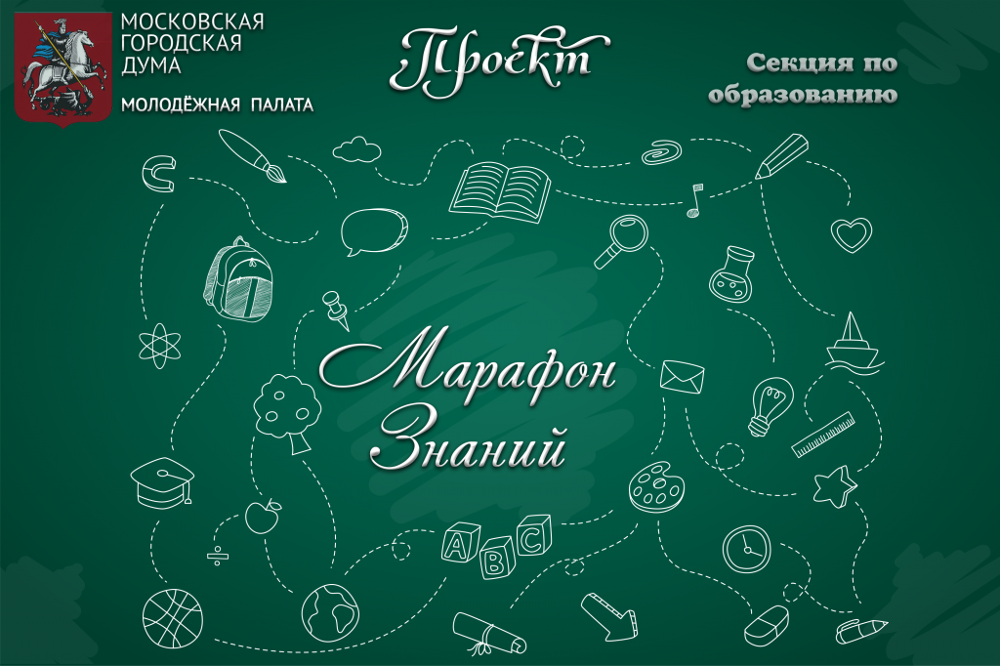 МОСКОВСКАЯ
ГОРОДСКАЯ
ДУМА
МОЛОДЁЖНАЯ ПАЛАТА
Проект
Секция по
образованию
Марафон
Знаний
A B C